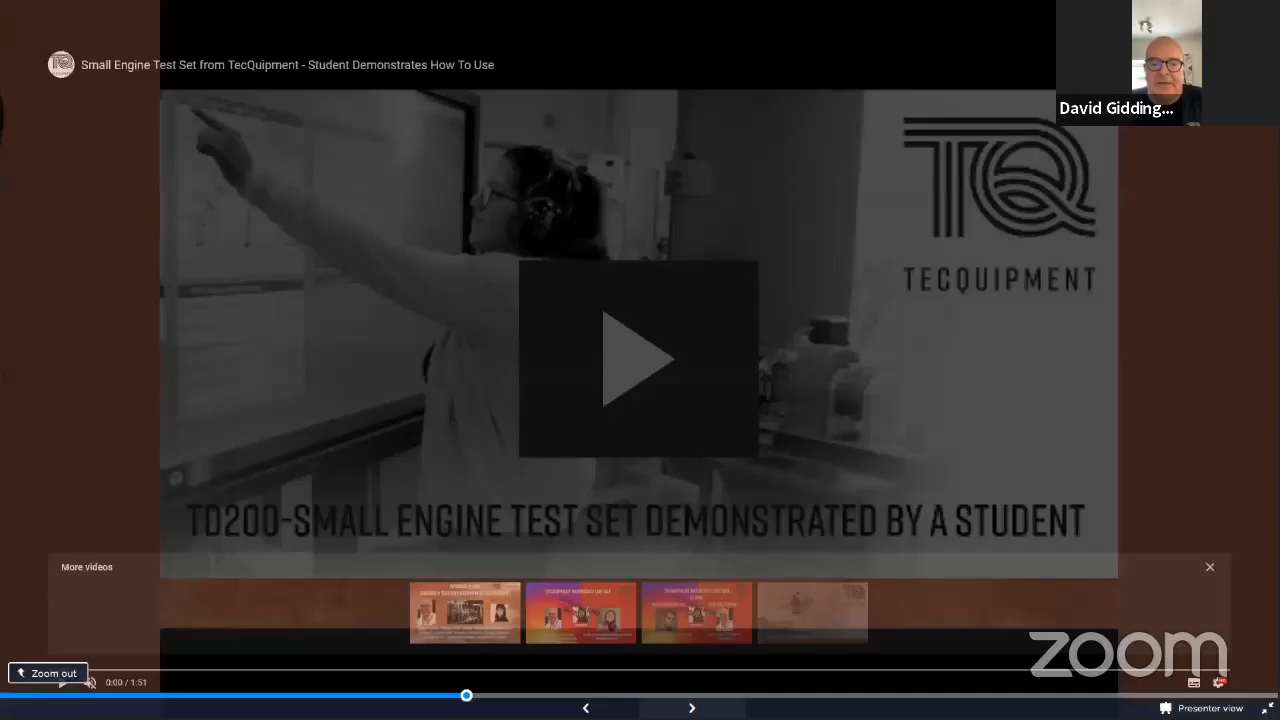 Small Engine Test Set from TecQuipment - Student Demonstrates How To Use
David Gidding...
TQ
TECQUIPMENT
TD200-SMALL ENGINE TEST SET DEMONSTRATED BY A STUDENT
More videos
zoom
Zoom out
0:00 / 1:51
Presenter view